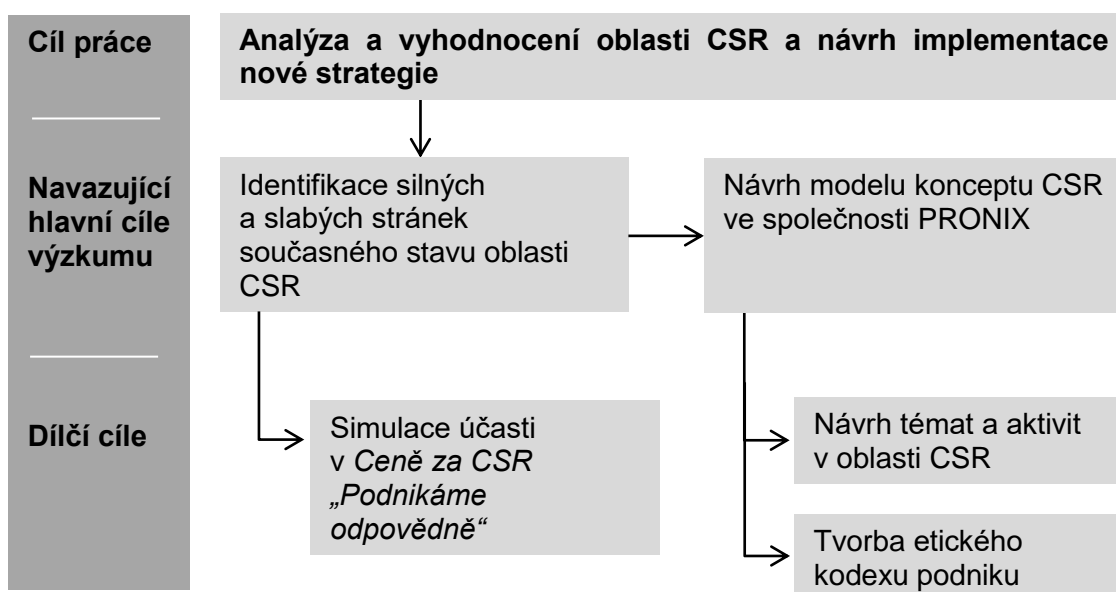 Cíl práce
Analýza a vyhodnocení oblasti CSR a návrh implementace
nové strategie
Navazující
hlavní cíle
výzkumu
Identifikace silných
a slabých stránek
současného stavu oblasti
CSR
Návrh modelu konceptu CSR
ve společnosti PRONIX
Dílčí cíle
Simulace účasti
v Ceně za CSR
„Podnikáme
odpovědně“
Návrh témat a aktivit
v oblasti CSR
Tvorba etického
kodexu podniku